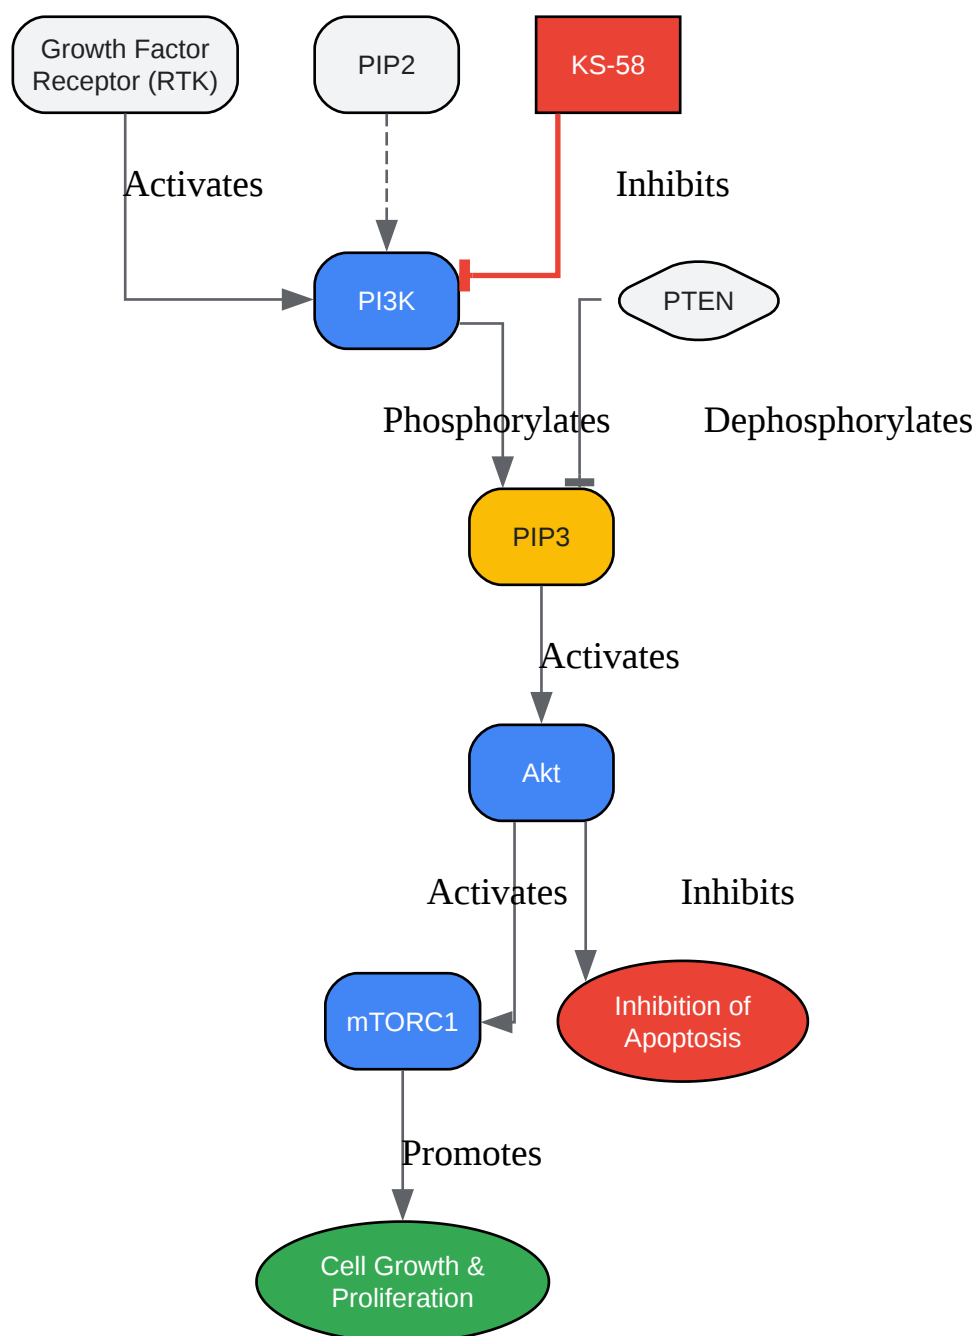 Growth Factor
Receptor (RTK)
PIP2
KS-58
Activates
Inhibits
PI3K
PTEN
Phosphorylates
Dephosphorylates
PIP3
Activates
Akt
Activates
Inhibits
mTORC1
Inhibition of
Apoptosis
Promotes
Cell Growth &
Proliferation